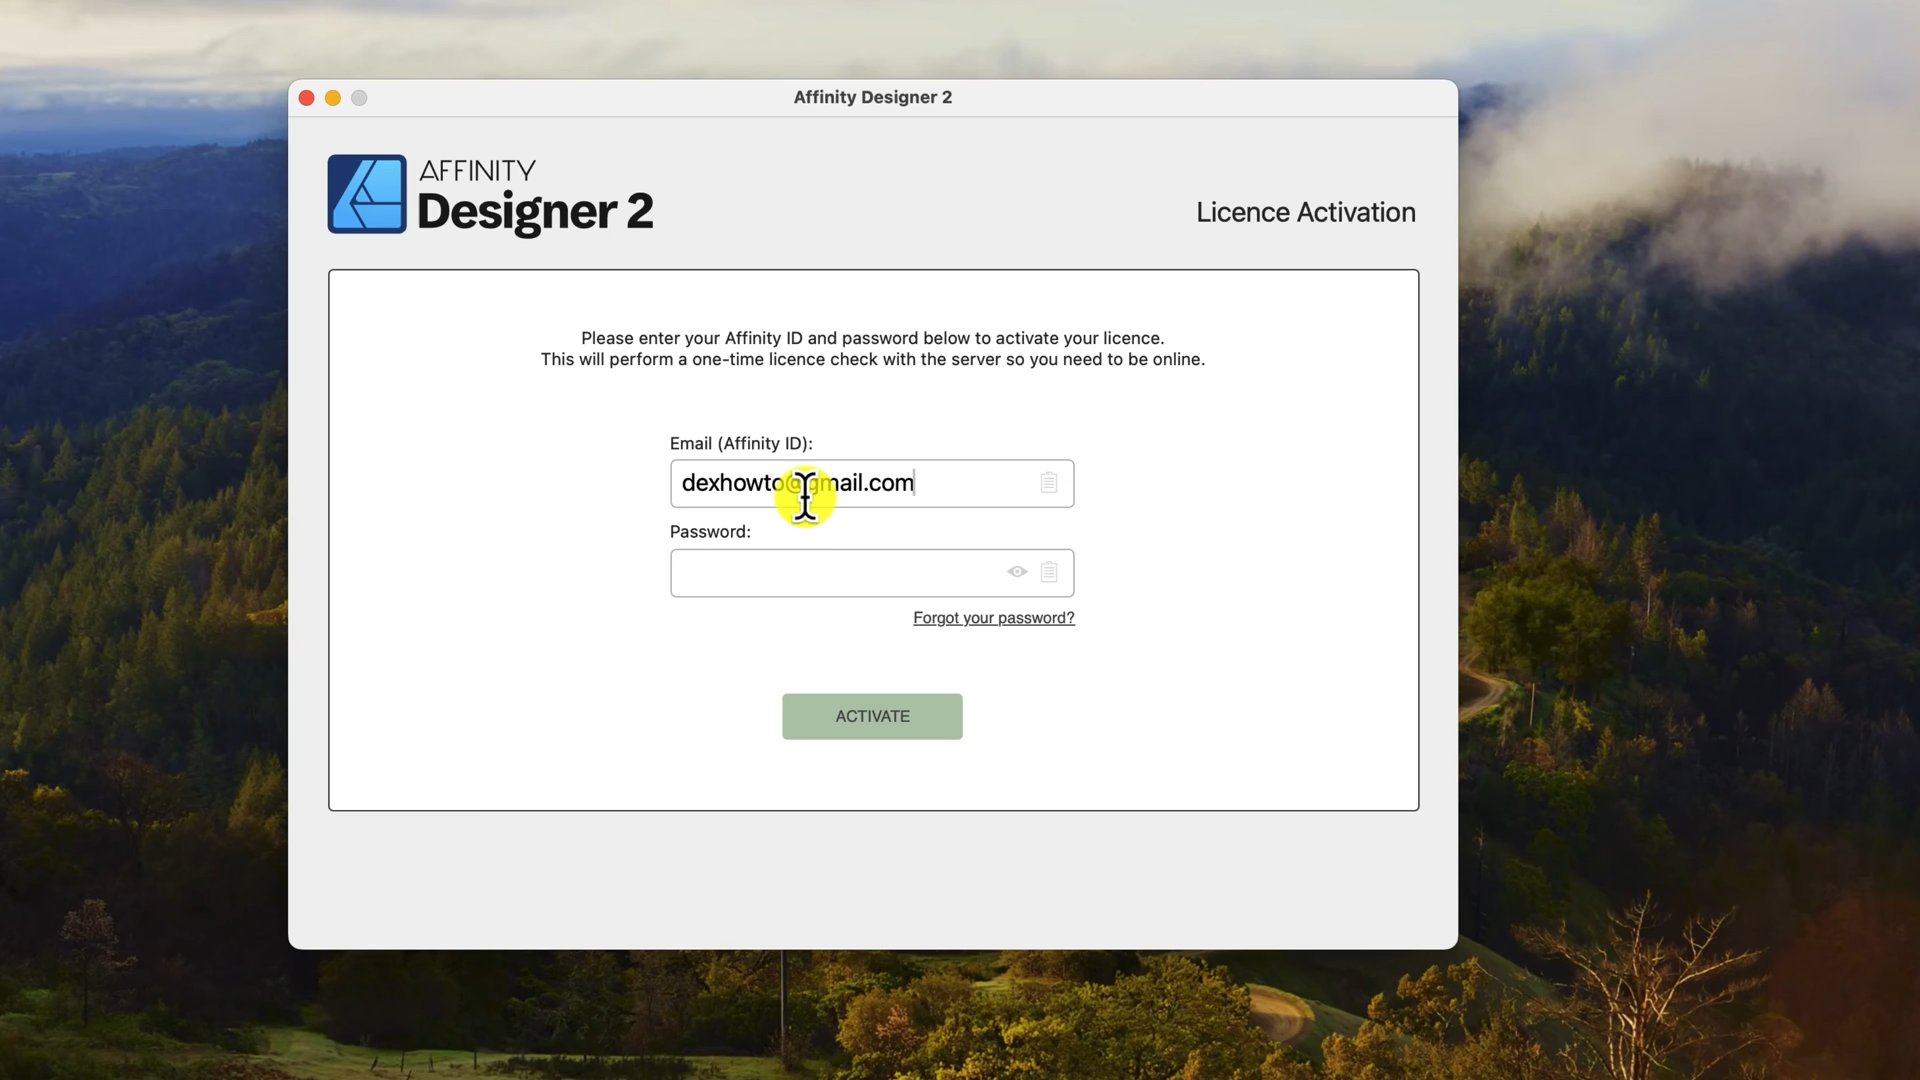 Affinity Designer 2
AFFINITY
Designer 2
Licence Activation
Please enter your Affinity ID and password below to activate your licence.
This will perform a one-time licence check with the server so you need to be online.
Email (Affinity ID):
dexhowto@gmail.com
Password:
Forgot your password?
ACTIVATE